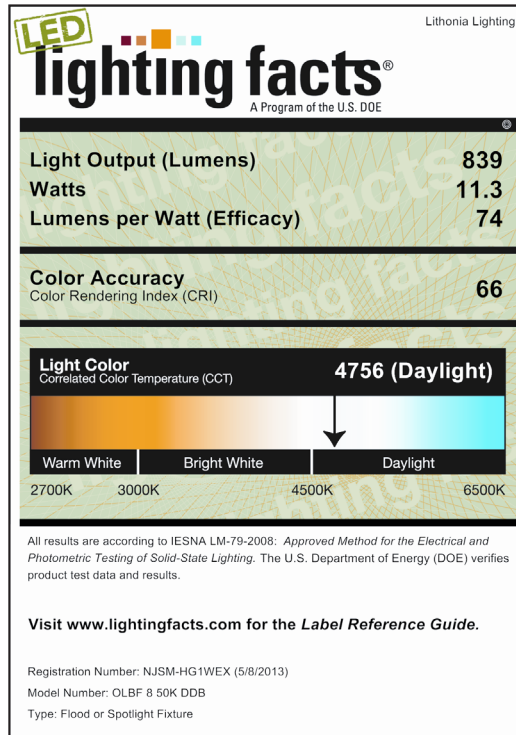 Lithonia Lighting
LED
lighting facts®
A Program of the U.S. DOE
Light Output (Lumens) 839
Watts 11.3
Lumens per Watt (Efficacy) 74
Color Accuracy
Color Rendering Index (CRI) 66
Light Color
Correlated Color Temperature (CCT) 4756 (Daylight)
Warm White Bright White Daylight
2700K 3000K 4500K 6500K
All results are according to IESNA LM-79-2008: Approved Method for the Electrical and
Photometric Testing of Solid-State Lighting. The U.S. Department of Energy (DOE) verifies
product test data and results.
Visit www.lightingfacts.com for the Label Reference Guide.
Registration Number: NJSM-HG1WEX (5/8/2013)
Model Number: OLBF 8 50K DDB
Type: Flood or Spotlight Fixture